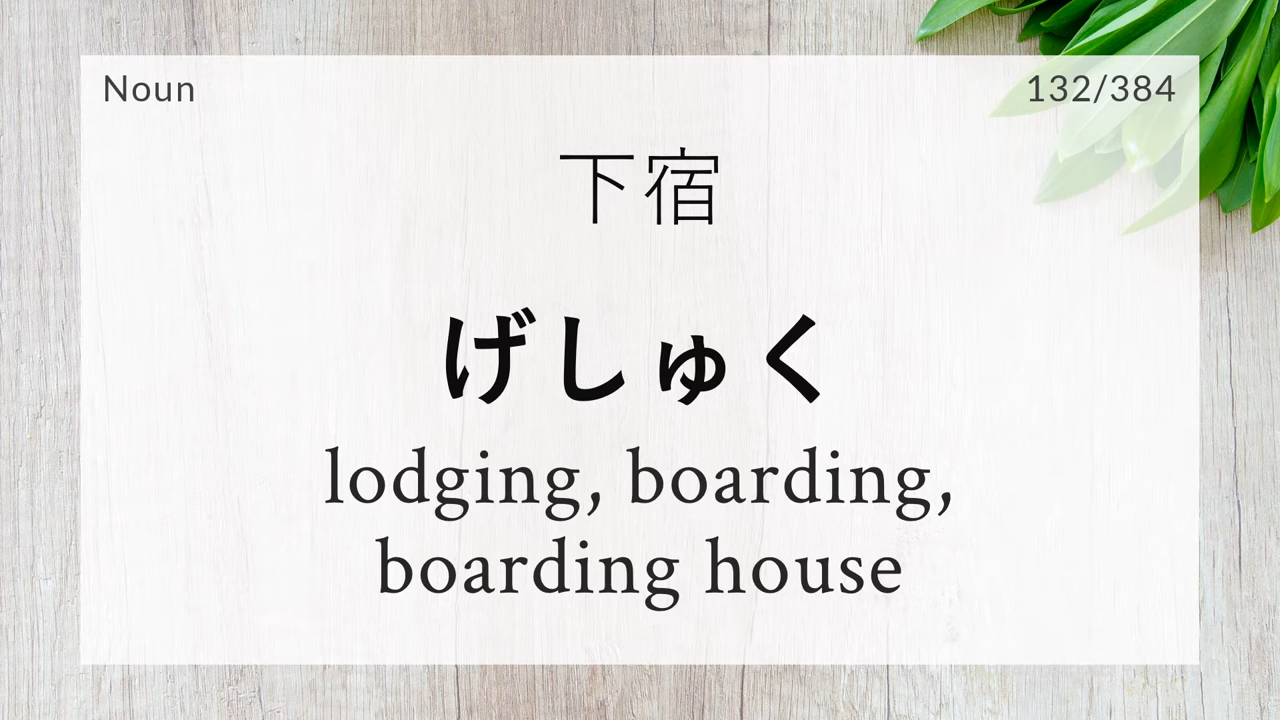 Noun
132/384
下宿
げしゅく
lodging, boarding,
boarding house